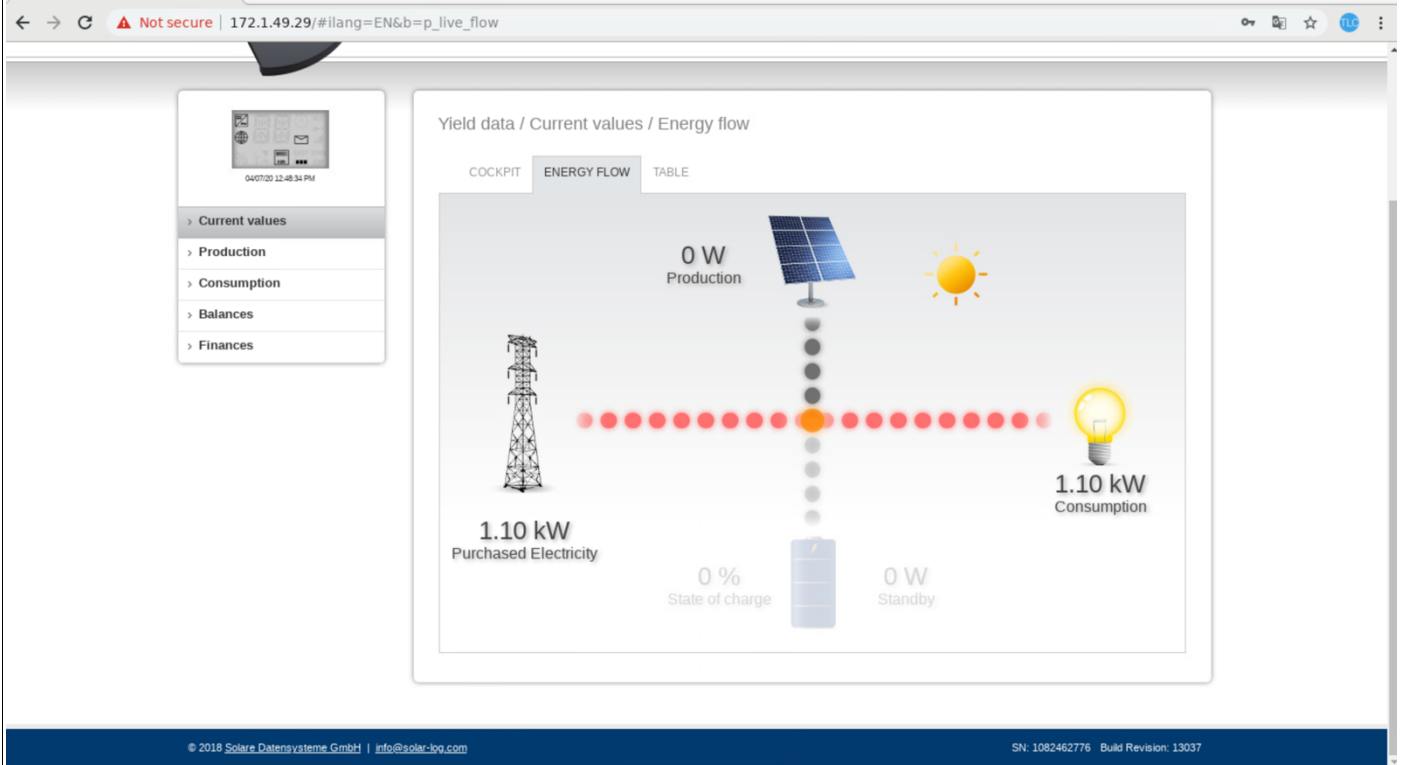 Not secure | 172.1.49.29/#ilang=EN&b=p_live_flow
TLC
04/07/20 12:48:34 PM
Yield data / Current values / Energy flow
COCKPIT ENERGY FLOW TABLE
› Current values
› Production
› Consumption
› Balances
› Finances
0 W
Production
1.10 kW
Consumption
1.10 kW
Purchased Electricity
0 % 0 W
State of charge Standby
© 2018 Solare Datensysteme GmbH | info@solar-log.com SN: 1082462776 Build Revision: 13037